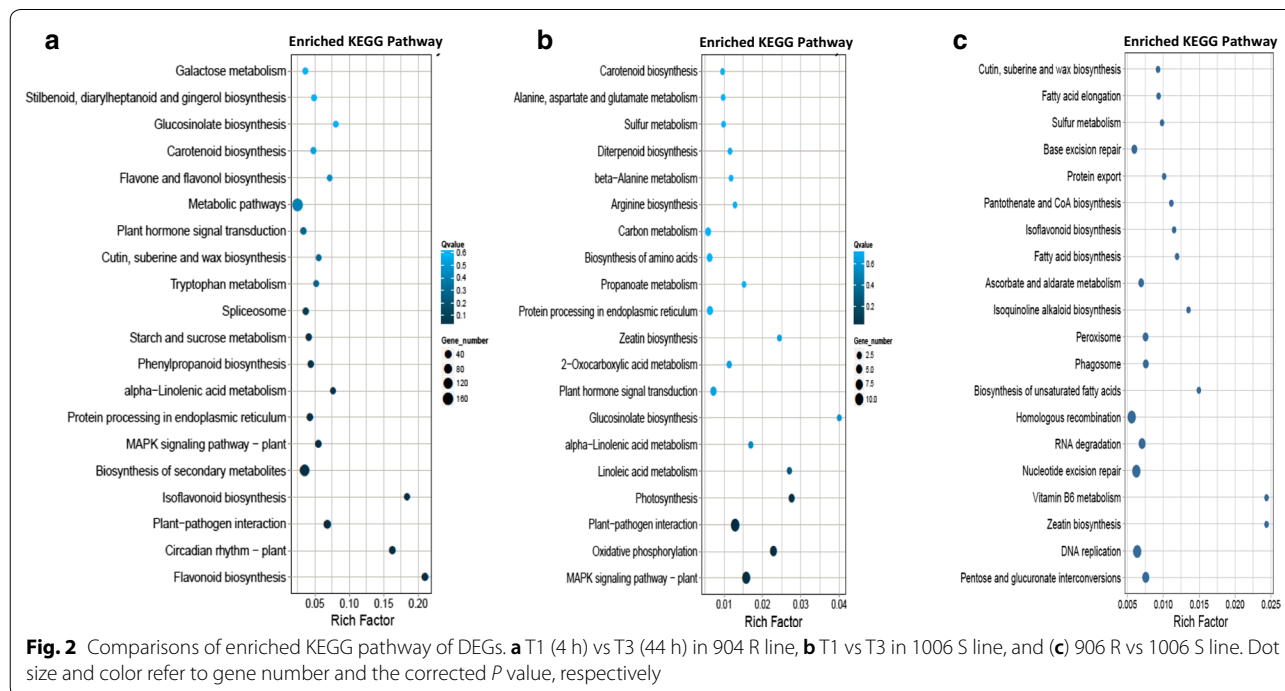 a
Enriched KEGG Pathway
Galactose metabolism
Stilbenoid, diarylheptanoid and gingerol biosynthesis
Glucosinolate biosynthesis
Carotenoid biosynthesis
Flavone and flavonol biosynthesis
Metabolic pathways
Plant hormone signal transduction
Cutin, suberine and wax biosynthesis
Tryptophan metabolism
Spliceosome
Starch and sucrose metabolism
Phenylpropanoid biosynthesis
alpha−Linolenic acid metabolism
Protein processing in endoplasmic reticulum
MAPK signaling pathway − plant
Biosynthesis of secondary metabolites
Isoflavonoid biosynthesis
Plant−pathogen interaction
Circadian rhythm − plant
Flavonoid biosynthesis
0.05 0.10 0.15 0.20
Rich Factor
Qvalue
0.6
0.5
0.4
0.3
0.2
0.1
Gene_number
40
80
120
160
b
Enriched KEGG Pathway
Carotenoid biosynthesis
Alanine, aspartate and glutamate metabolism
Sulfur metabolism
Diterpenoid biosynthesis
beta−Alanine metabolism
Arginine biosynthesis
Carbon metabolism
Biosynthesis of amino acids
Propanoate metabolism
Protein processing in endoplasmic reticulum
Zeatin biosynthesis
2−Oxocarboxylic acid metabolism
Plant hormone signal transduction
Glucosinolate biosynthesis
alpha−Linolenic acid metabolism
Linoleic acid metabolism
Photosynthesis
Plant−pathogen interaction
Oxidative phosphorylation
MAPK signaling pathway − plant
0.01 0.02 0.03 0.04
Rich Factor
Qvalue
0.6
0.4
0.2
Gene_number
2.5
5.0
7.5
10.0
c
Enriched KEGG Pathway
Cutin, suberine and wax biosynthesis
Fatty acid elongation
Sulfur metabolism
Base excision repair
Protein export
Pantothenate and CoA biosynthesis
Isoflavonoid biosynthesis
Fatty acid biosynthesis
Ascorbate and aldarate metabolism
Isoquinoline alkaloid biosynthesis
Peroxisome
Phagosome
Biosynthesis of unsaturated fatty acids
Homologous recombination
RNA degradation
Nucleotide excision repair
Vitamin B6 metabolism
Zeatin biosynthesis
DNA replication
Pentose and glucuronate interconversions
0.005 0.010 0.015 0.020 0.025
Rich Factor
Fig. 2 Comparisons of enriched KEGG pathway of DEGs. a T1 (4 h) vs T3 (44 h) in 904 R line, b T1 vs T3 in 1006 S line, and (c) 906 R vs 1006 S line. Dot
size and color refer to gene number and the corrected P value, respectively